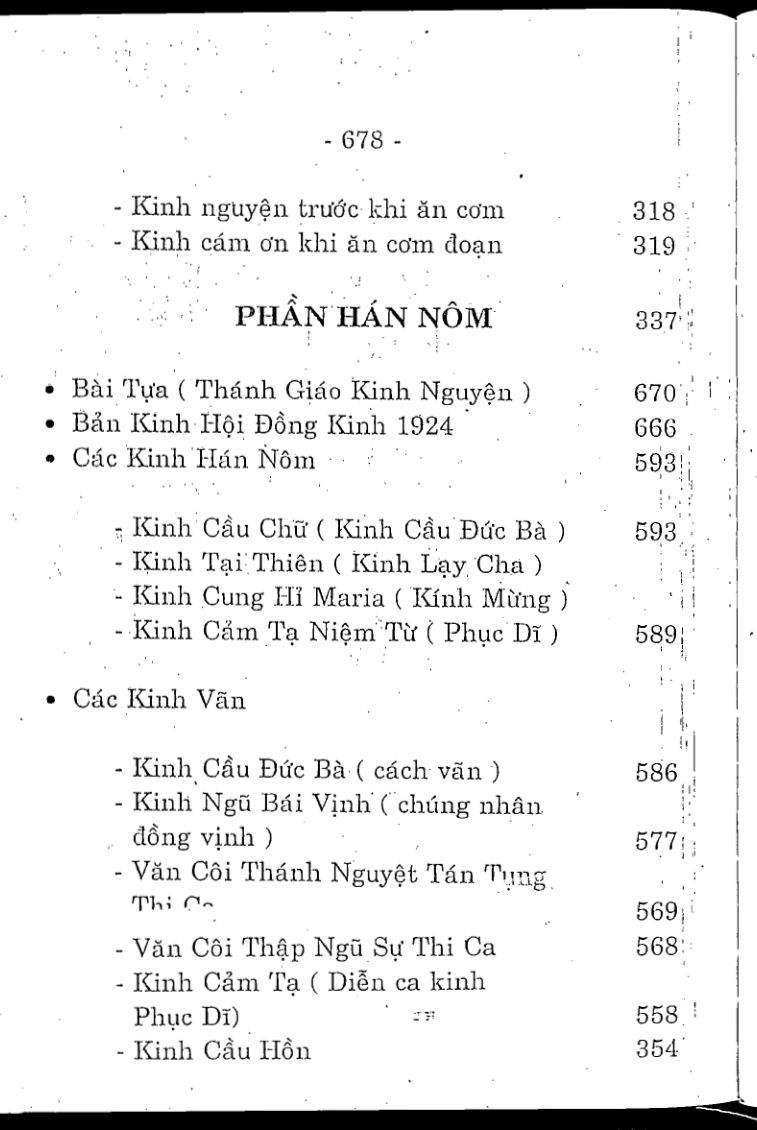 - 678 -
- Kinh nguyện trước khi ăn cơm 318
- Kinh cám ơn khi ăn cơm đoạn 319
PHẦN HÁN NÔM 337
• Bài Tựa ( Thánh Giáo Kinh Nguyện ) 670
• Bản Kinh Hội Đồng Kinh 1924 666
• Các Kinh Hán Nôm 593
- Kinh Cầu Chữ ( Kinh Cầu Đức Bà ) 593
- Kinh Tại Thiên ( Kinh Lạy Cha )
- Kinh Cung Hỉ Maria ( Kính Mừng )
- Kinh Cảm Tạ Niệm Từ ( Phục Dĩ ) 589
• Các Kinh Vãn
- Kinh Cầu Đức Bà ( cách vãn ) 586
- Kinh Ngũ Bái Vịnh ( chúng nhân
đồng vịnh ) 577
- Văn Côi Thánh Nguyệt Tán Tụng
Thi 569
- Văn Côi Thập Ngũ Sự Thi Ca 568
- Kinh Cảm Tạ ( Diễn ca kinh
Phục Dĩ) 558
- Kinh Cầu Hồn 354